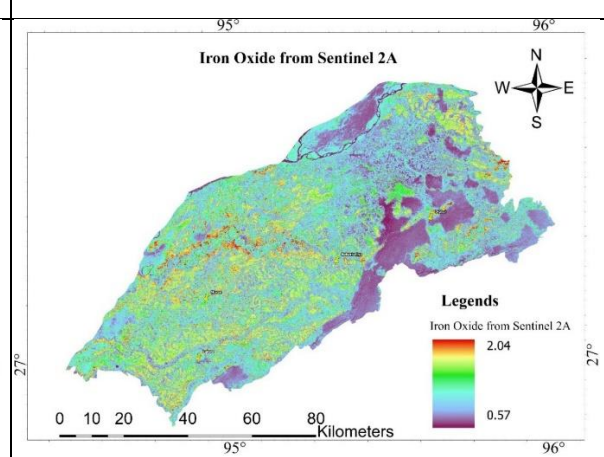 95° 96°
Iron Oxide from Sentinel 2A
N
W E
S
Legends
Iron Oxide from Sentinel 2A
2.04
0.57
27° 27°
0 10 20 40 60 80
Kilometers
95° 96°